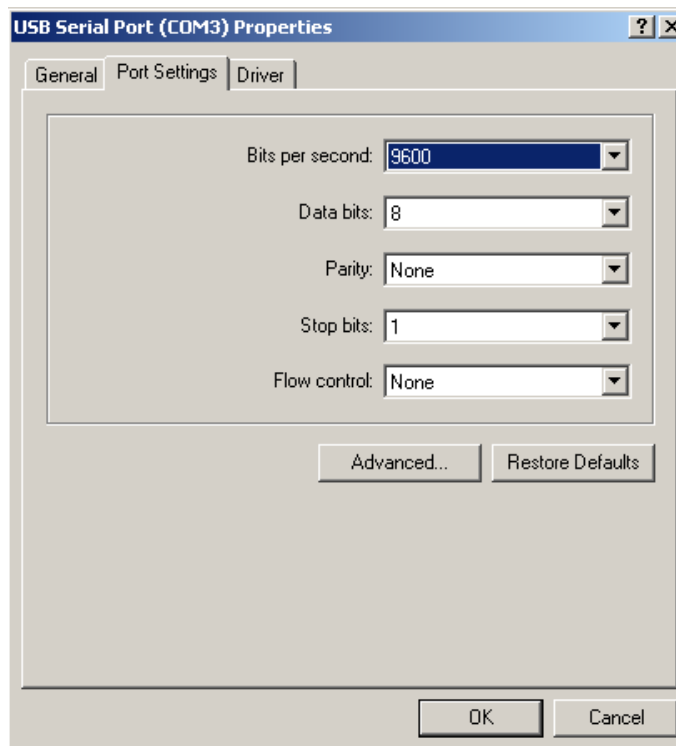 USB Serial Port (COM3) Properties
General Port Settings Driver
Bits per second: 9600
Data bits: 8
Parity: None
Stop bits: 1
Flow control: None
Advanced... Restore Defaults
OK Cancel